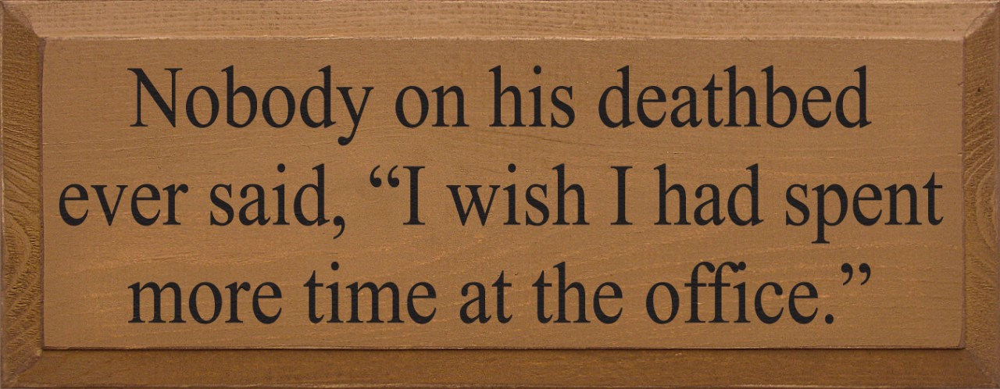 Nobody on his deathbed
ever said, “I wish I had spent
more time at the office.”